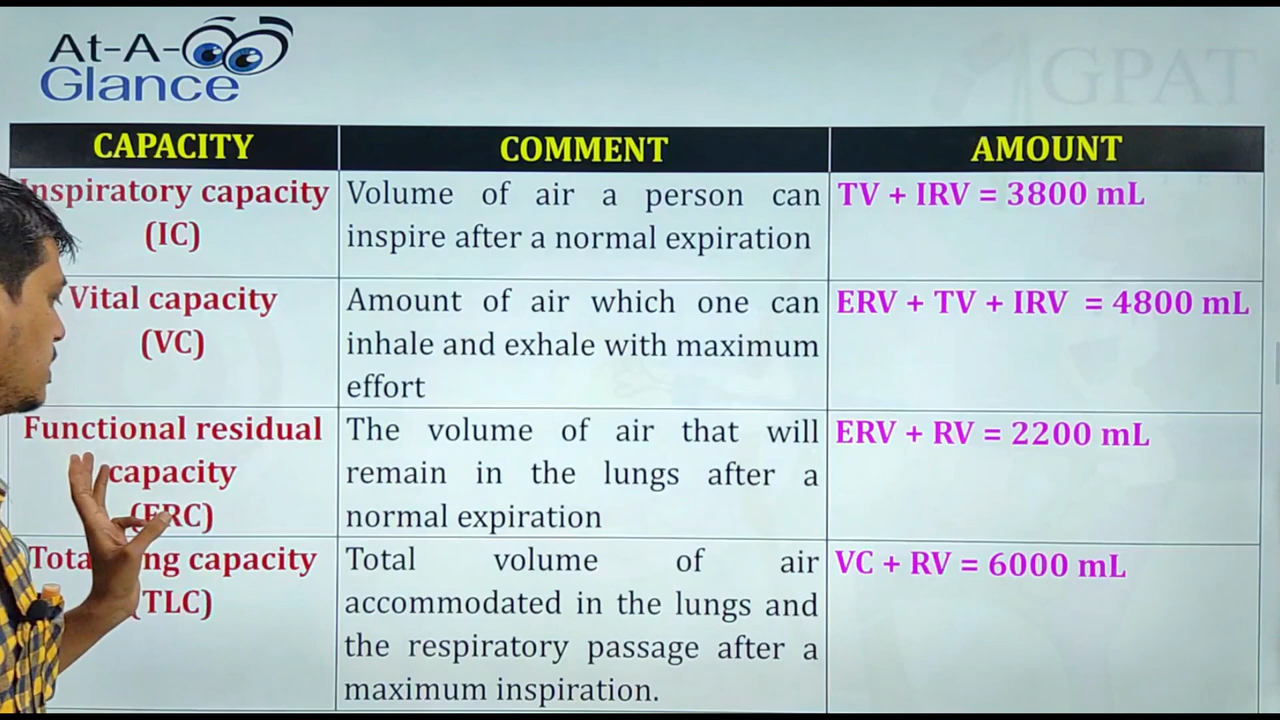 At-A-
Glance
GPAT
CAPACITY
COMMENT
AMOUNT
Inspiratory capacity
(IC)
Volume of air a person can
inspire after a normal expiration
TV + IRV = 3800 mL
Vital capacity
(VC)
Amount of air which one can
inhale and exhale with maximum
effort
ERV + TV + IRV = 4800 mL
Functional residual
capacity
(FRC)
The volume of air that will
remain in the lungs after a
normal expiration
ERV + RV = 2200 mL
Total lung capacity
(TLC)
Total volume of air
accommodated in the lungs and
the respiratory passage after a
maximum inspiration.
VC + RV = 6000 mL